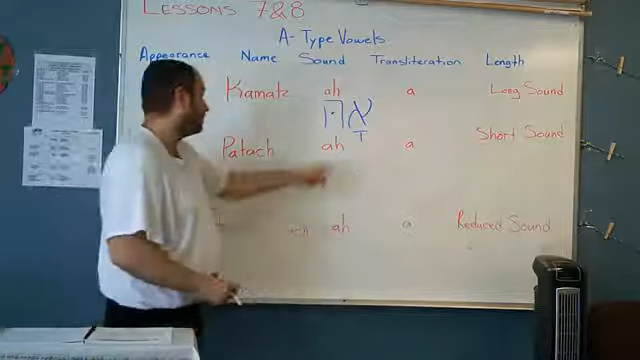 LESSONS 7&8
A-Type Vowels
Appearance Name Sound Transliteration Length
Kamatz ah a Long Sound
אָח
Patach ah a Short Sound
ah a Reduced Sound